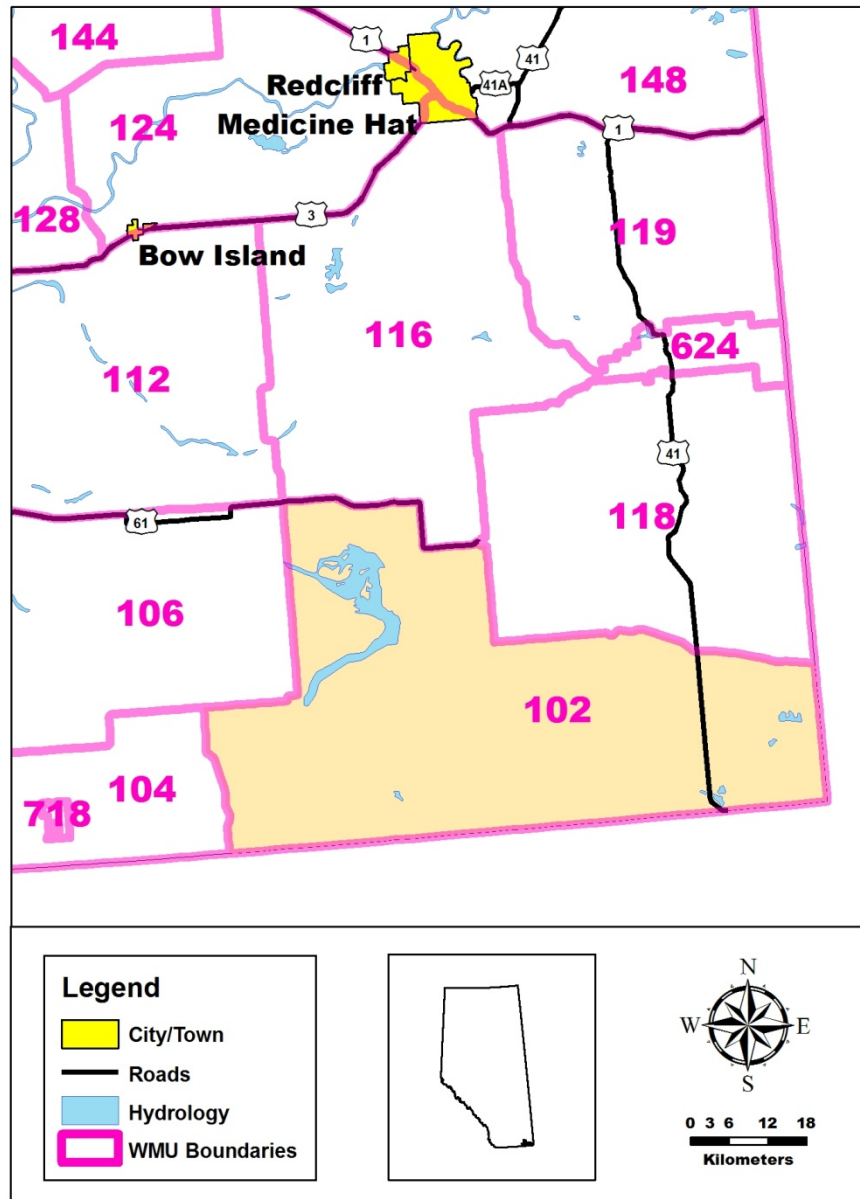 144
1
Redcliff
41A
41
148
124
Medicine Hat
1
128
3
119
Bow Island
116
624
112
41
118
61
106
102
104
718
Legend
City/Town
Roads
Hydrology
WMU Boundaries
N
W E
S
0 3 6 12 18
Kilometers